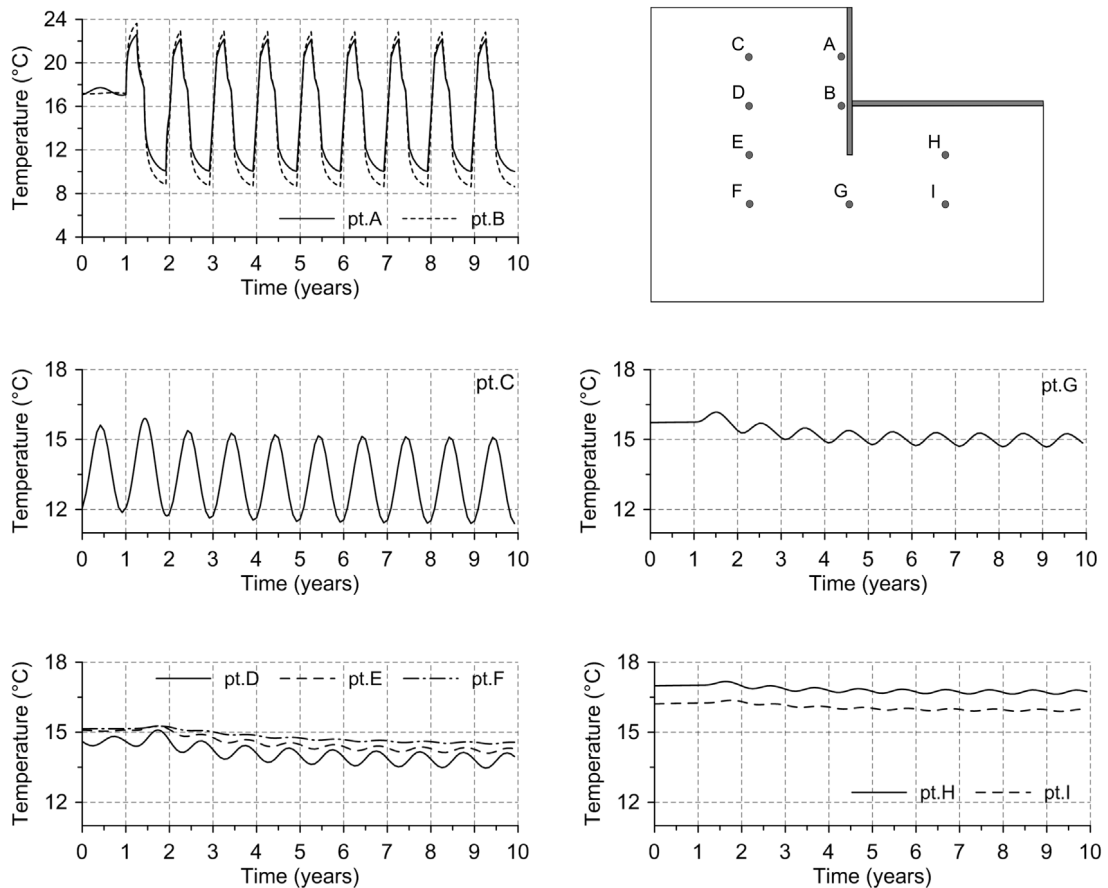 24
20
16
12
8
4
Temperature (°C)
pt.A pt.B
0 1 2 3 4 5 6 7 8 9 10
Time (years)
C A
D B
E H
F G I
18
15
12
Temperature (°C)
pt.C
0 1 2 3 4 5 6 7 8 9 10
Time (years)
18
15
12
Temperature (°C)
pt.G
0 1 2 3 4 5 6 7 8 9 10
Time (years)
18
15
12
Temperature (°C)
pt.D pt.E pt.F
0 1 2 3 4 5 6 7 8 9 10
Time (years)
18
15
12
Temperature (°C)
pt.H pt.I
0 1 2 3 4 5 6 7 8 9 10
Time (years)